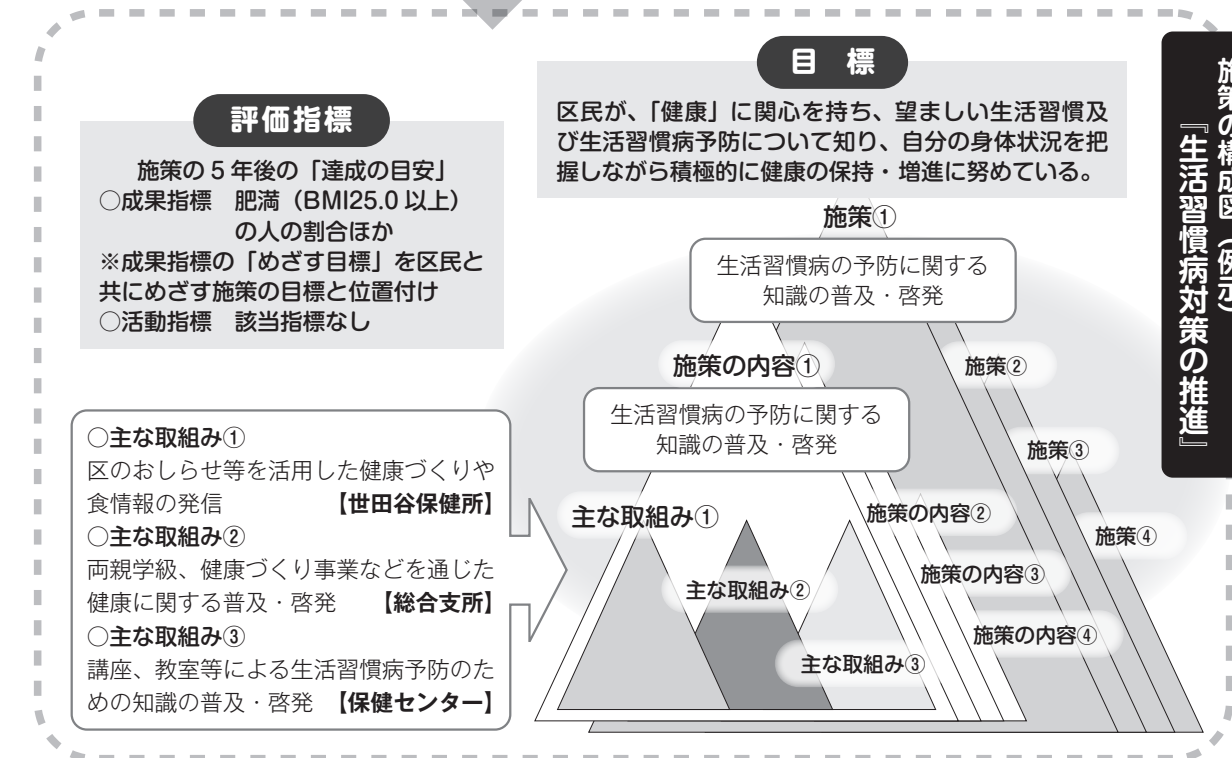 施策の構成図（例示）
『生活習慣病対策の推進』
目 標
区民が、「健康」に関心を持ち、望ましい生活習慣及
び生活習慣病予防について知り、自分の身体状況を把
握しながら積極的に健康の保持・増進に努めている。
評価指標
施策の5年後の「達成の目安」
○成果指標 肥満（BMI25.0以上）
の人の割合ほか
※成果指標の「めざす目標」を区民と
共にめざす施策の目標と位置付け
○活動指標 該当指標なし
施策①
生活習慣病の予防に関する
知識の普及・啓発
施策の内容①
生活習慣病の予防に関する
知識の普及・啓発
施策②
施策③
施策④
○主な取組み①
区のおしらせ等を活用した健康づくりや
食情報の発信 【世田谷保健所】
○主な取組み②
両親学級、健康づくり事業などを通じた
健康に関する普及・啓発 【総合支所】
○主な取組み③
講座、教室等による生活習慣病予防のた
めの知識の普及・啓発 【保健センター】
主な取組み①
主な取組み②
主な取組み③
施策の内容②
施策の内容③
施策の内容④